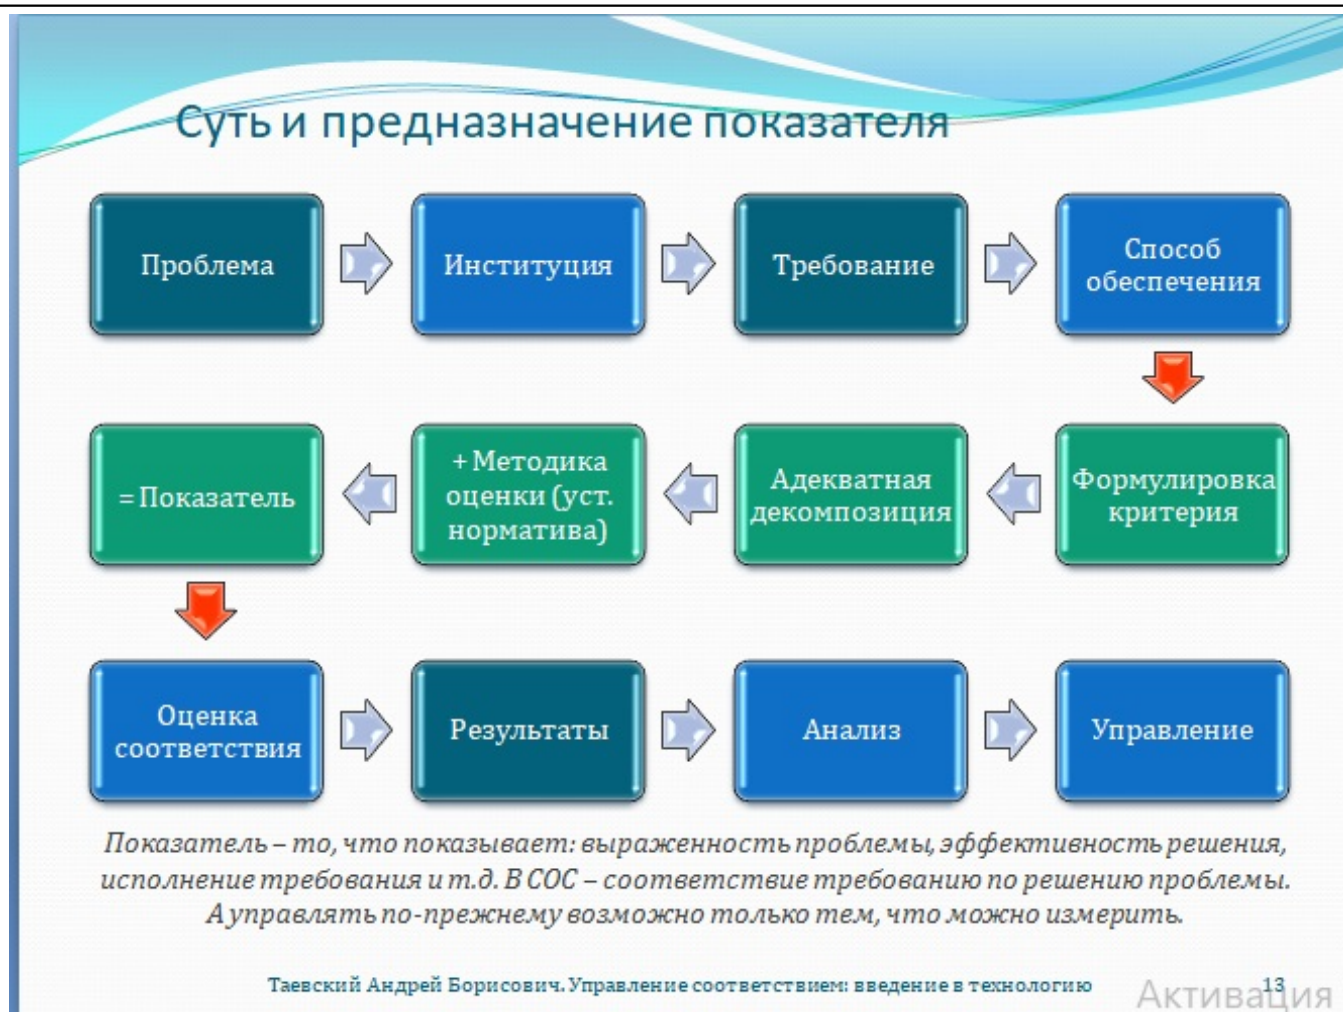 Суть и предназначение показателя
Проблема
Институция
Требование
Способ
обеспечения
= Показатель
+ Методика
оценки (уст.
норматива)
Адекватная
декомпозиция
Формулировка
критерия
Оценка
соответствия
Результаты
Анализ
Управление
Показатель – то, что показывает: выраженность проблемы, эффективность решения,
исполнение требования и т.д. В СОС – соответствие требованию по решению проблемы.
А управлять по-прежнему возможно только тем, что можно измерить.
Таевский Андрей Борисович. Управление соответствием: введение в технологию
13
Активация